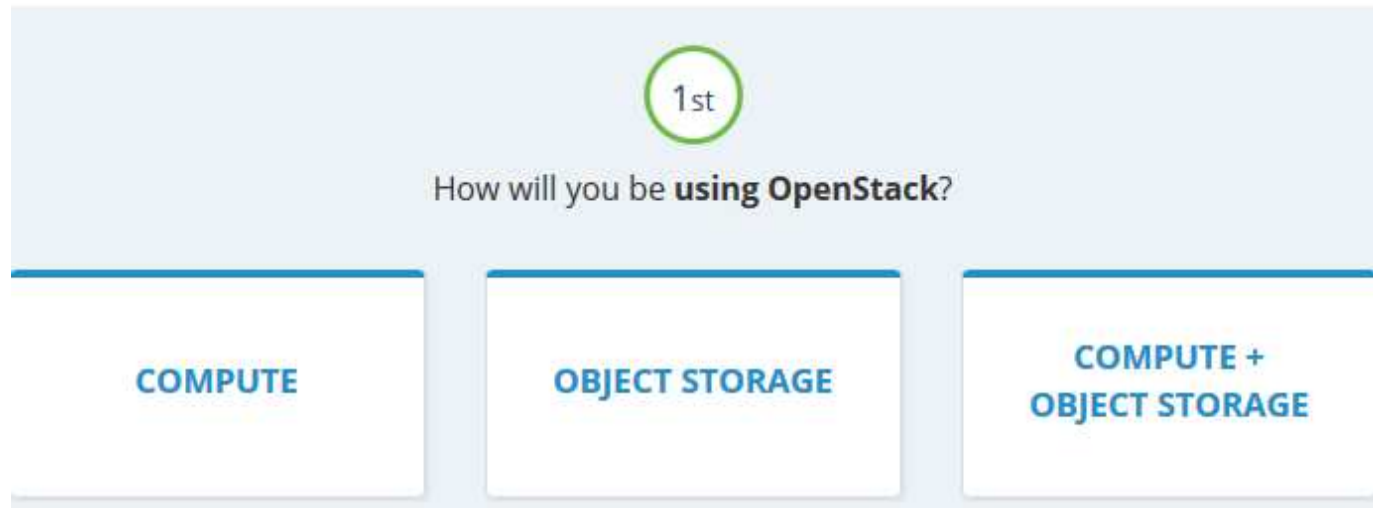 1st
How will you be using OpenStack?
COMPUTE
OBJECT STORAGE
COMPUTE +
OBJECT STORAGE